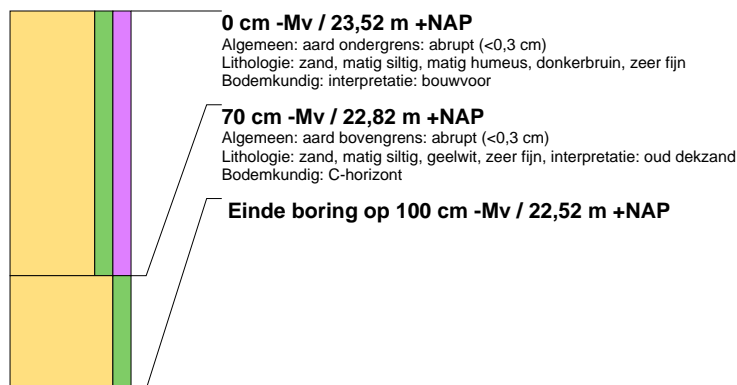 0 cm -Mv / 23,52 m +NAP
Algemeen: aard ondergrens: abrupt (<0,3 cm)
Lithologie: zand, matig siltig, matig humeus, donkerbruin, zeer fijn
Bodemkundig: interpretatie: bouwvoor
70 cm -Mv / 22,82 m +NAP
Algemeen: aard bovengrens: abrupt (<0,3 cm)
Lithologie: zand, matig siltig, geelwit, zeer fijn, interpretatie: oud dekzand
Bodemkundig: C-horizont
Einde boring op 100 cm -Mv / 22,52 m +NAP